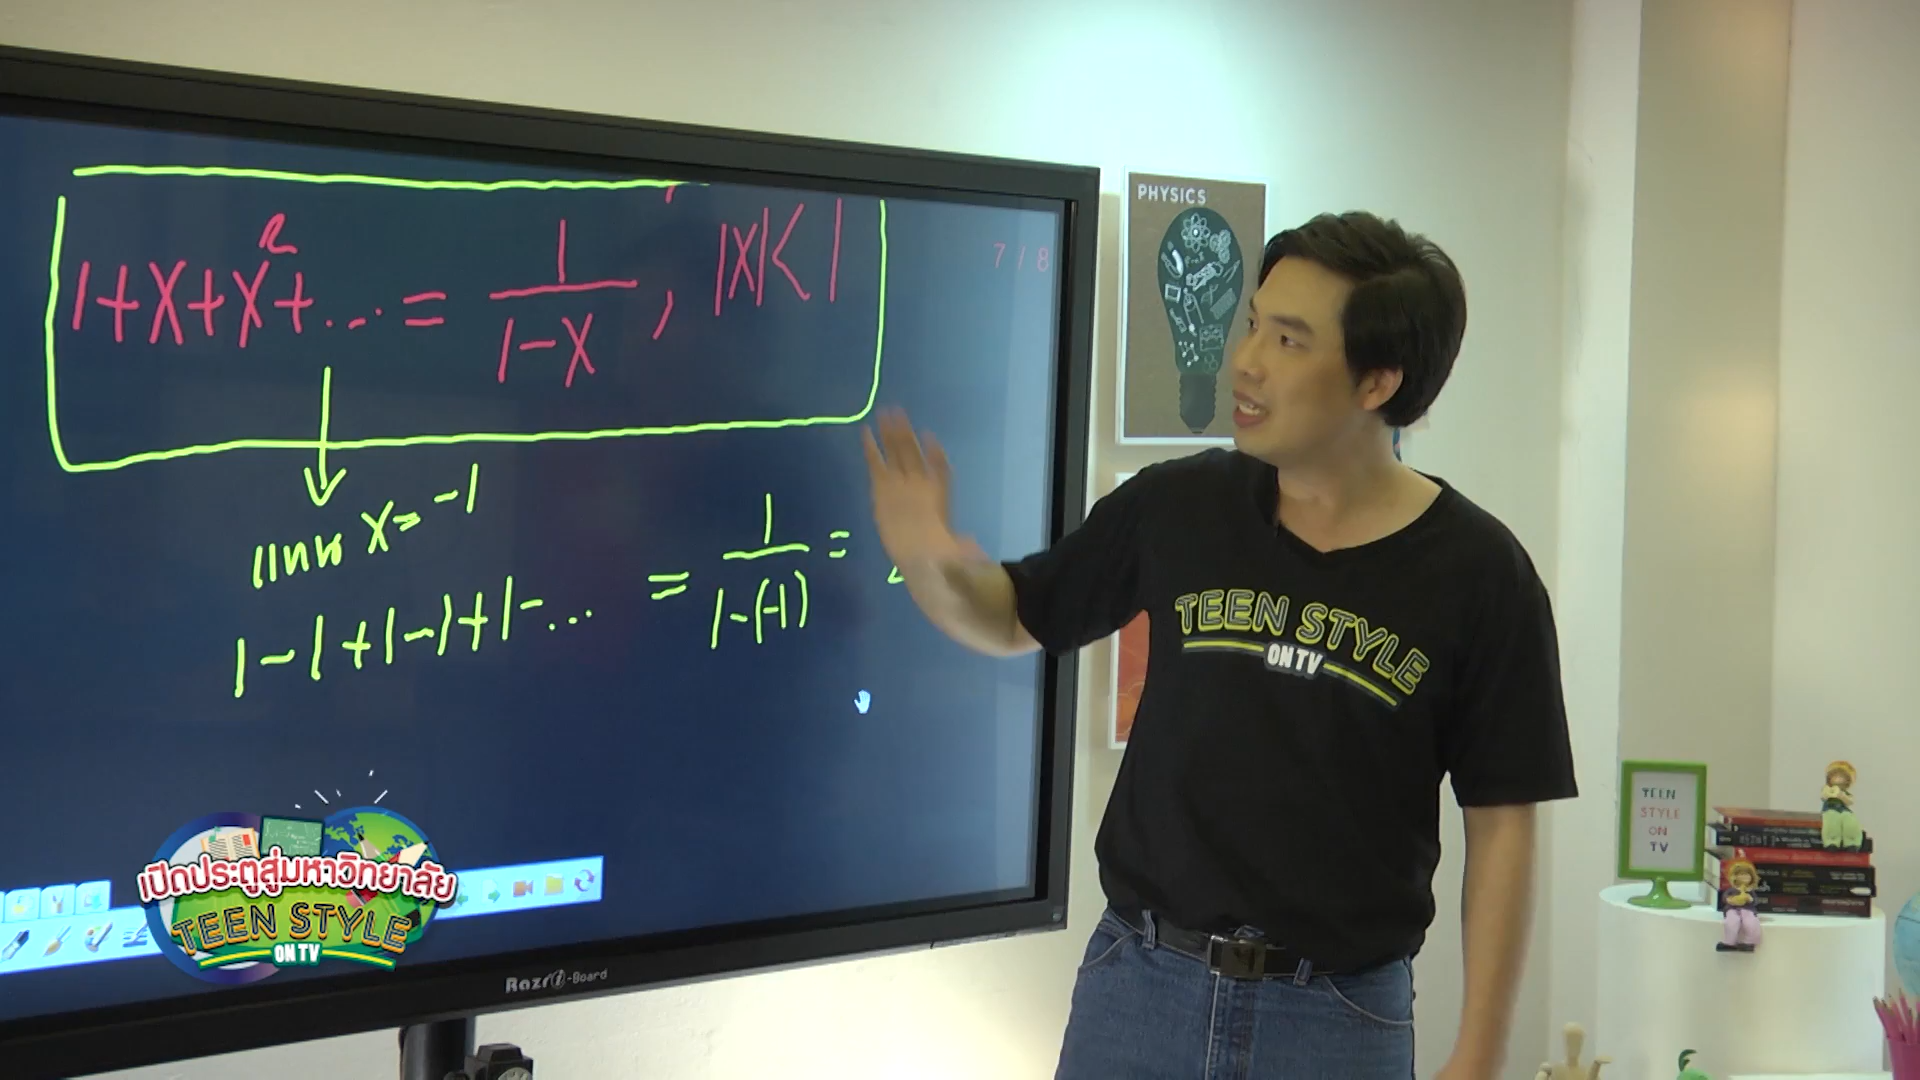 1+x+x²+... = 1/(1-x), |x|<1
7 / 8
แทน x = -1
1-1+1-1+1-... = 1/(1-(-1)) =
PHYSICS
TEEN STYLE
ON TV
TEEN
STYLE
ON
TV
เปิดประตูสู่มหาวิทยาลัย
TEEN STYLE
ON TV
Razr i-Board